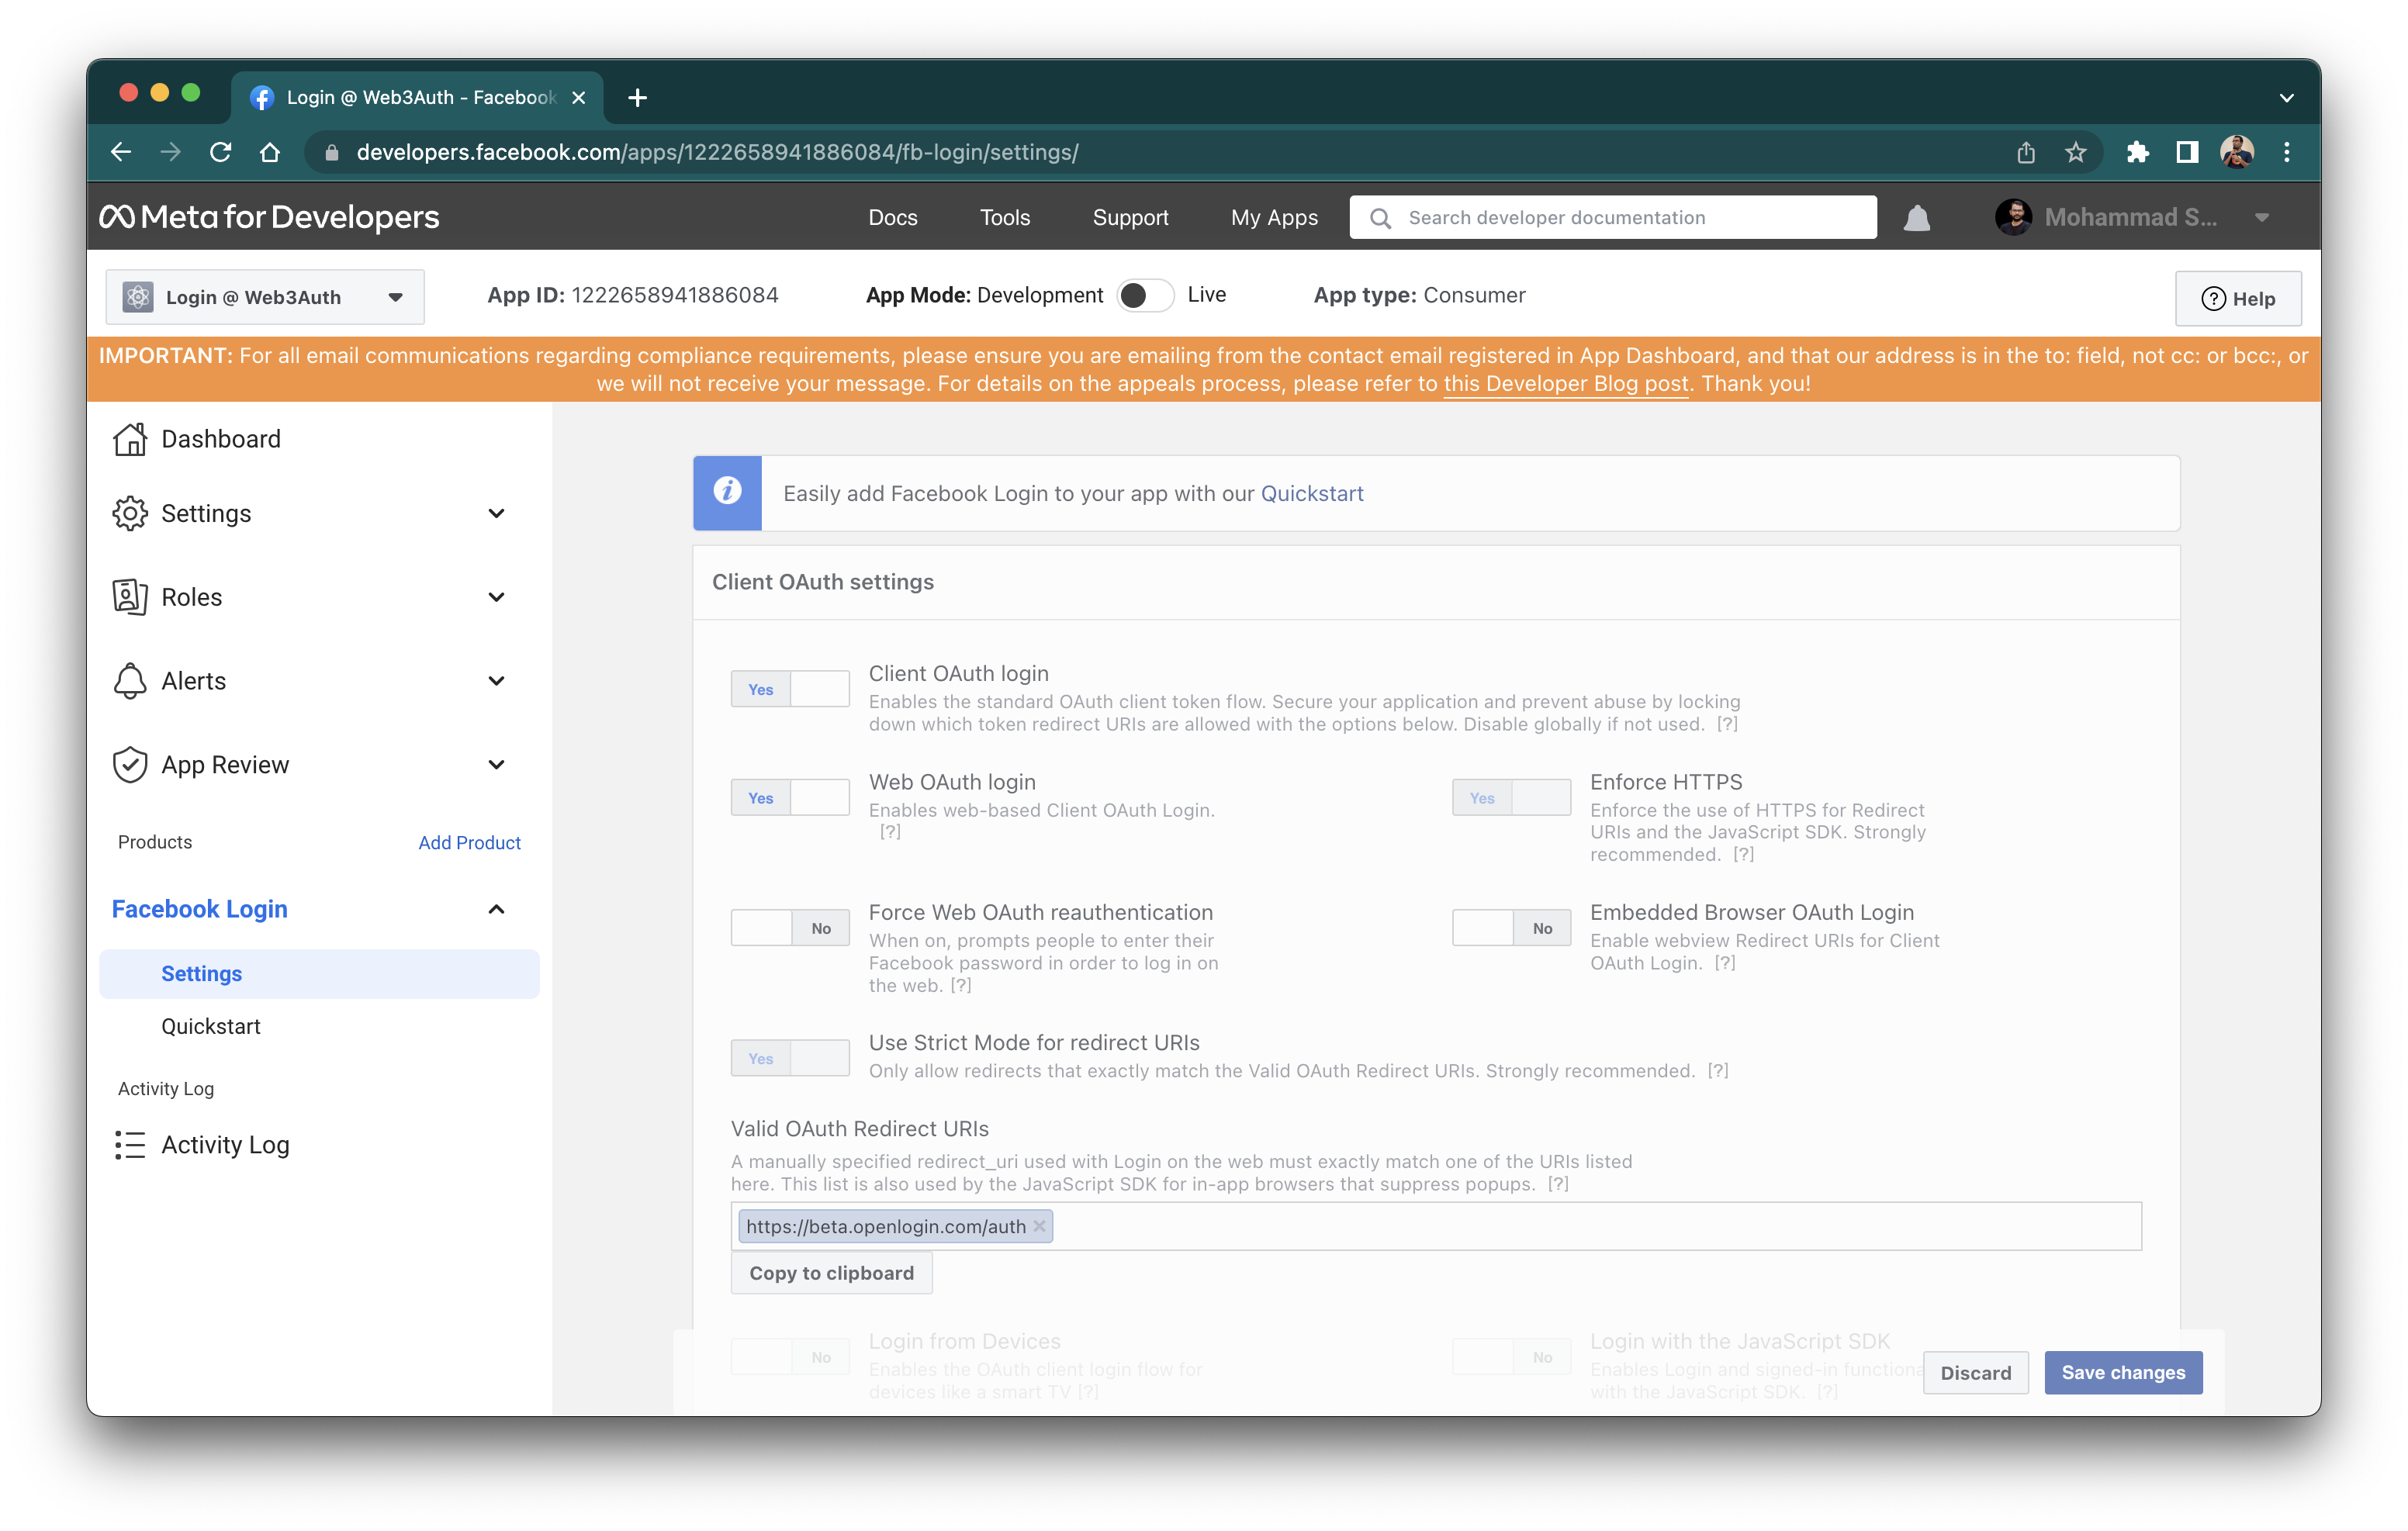 Login @ Web3Auth - Facebook
developers.facebook.com/apps/1222658941886084/fb-login/settings/
Meta for Developers
Docs
Tools
Support
My Apps
Search developer documentation
Mohammad S...
Login @ Web3Auth
App ID: 1222658941886084
App Mode: Development
Live
App type: Consumer
Help
IMPORTANT: For all email communications regarding compliance requirements, please ensure you are emailing from the contact email registered in App Dashboard, and that our address is in the to: field, not cc: or bcc:, or
we will not receive your message. For details on the appeals process, please refer to this Developer Blog post. Thank you!
Dashboard
Settings
Roles
Alerts
App Review
Products
Add Product
Facebook Login
Settings
Quickstart
Activity Log
Activity Log
Easily add Facebook Login to your app with our Quickstart
Client OAuth settings
Yes
Client OAuth login
Enables the standard OAuth client token flow. Secure your application and prevent abuse by locking
down which token redirect URIs are allowed with the options below. Disable globally if not used. [?]
Yes
Web OAuth login
Enables web-based Client OAuth Login.
[?]
Yes
Enforce HTTPS
Enforce the use of HTTPS for Redirect
URIs and the JavaScript SDK. Strongly
recommended. [?]
No
Force Web OAuth reauthentication
When on, prompts people to enter their
Facebook password in order to log in on
the web. [?]
No
Embedded Browser OAuth Login
Enable webview Redirect URIs for Client
OAuth Login. [?]
Yes
Use Strict Mode for redirect URIs
Only allow redirects that exactly match the Valid OAuth Redirect URIs. Strongly recommended. [?]
Valid OAuth Redirect URIs
A manually specified redirect_uri used with Login on the web must exactly match one of the URIs listed
here. This list is also used by the JavaScript SDK for in-app browsers that suppress popups. [?]
https://beta.openlogin.com/auth
Copy to clipboard
No
Login from Devices
Enables the OAuth client login flow for
devices like a smart TV [?]
No
Login with the JavaScript SDK
Enables Login and signed-in functiona
with the JavaScript SDK. [?]
Discard
Save changes